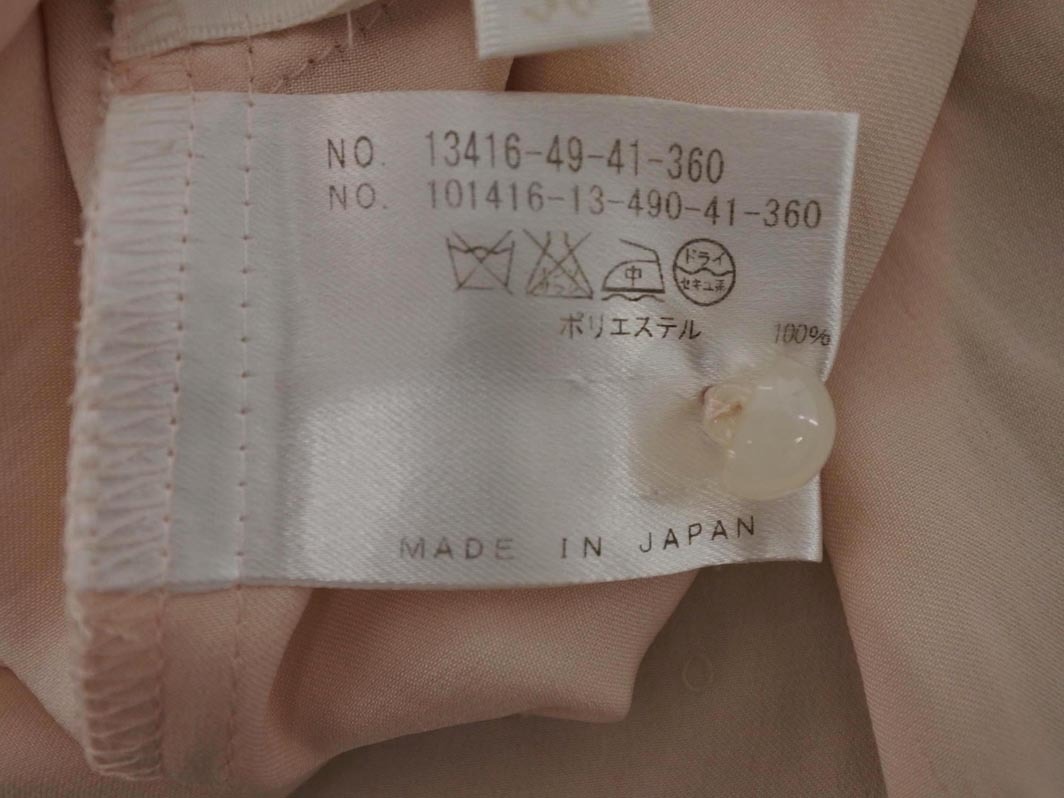 NO. 13416-49-41-360
NO. 101416-13-490-41-360
中 ドライ セキユ系
ポリエステル 100%
MADE IN JAPAN